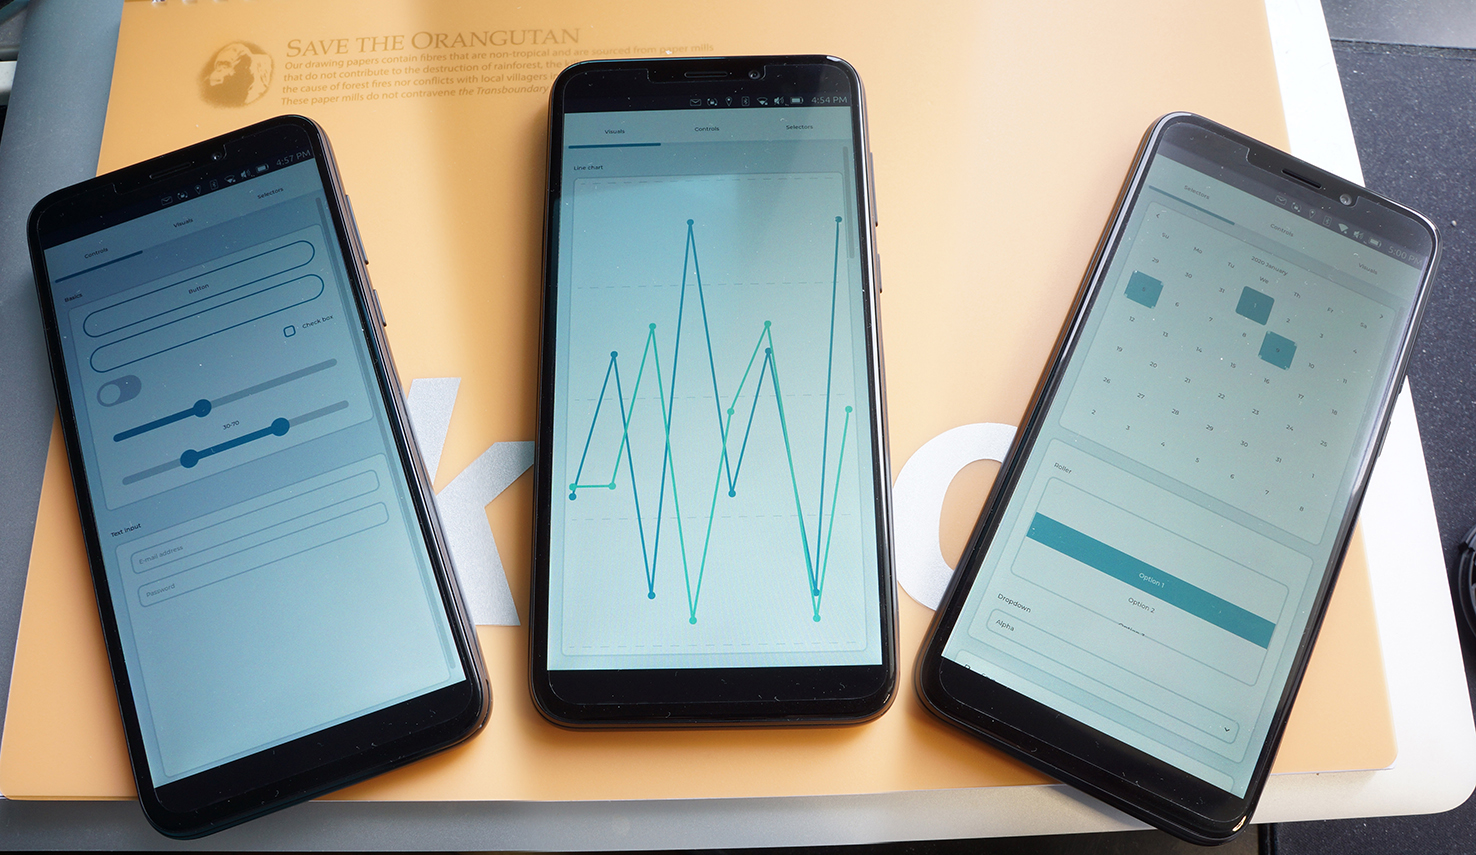 SAVE THE ORANGUTAN
Our drawing papers contain fibres that are non-tropical and are sourced from paper mills
that do not contribute to the destruction of rainforest, the
the cause of forest fires nor conflicts with local villagers
These paper mills do not contravene the Transboundary
k
o
4:57 PM
Controls
Visuals
Selectors
Basics
Button
Check box
30-70
Text input
E-mail address
Password
4:54 PM
Visuals
Controls
Selectors
Line chart
5:00 PM
Selectors
Controls
Visuals
2020 January
Su Mo Tu We Th Fr Sa
29 30 31 1 2 3 4
6 7 8 9 10 11
12 13 14 15 16 17 18
19 20 21 22 23 24 25
26 27 28 29 30 31 1
2 3 4 5 6 7 8
Roller
Option 1
Option 2
Dropdown
Alpha